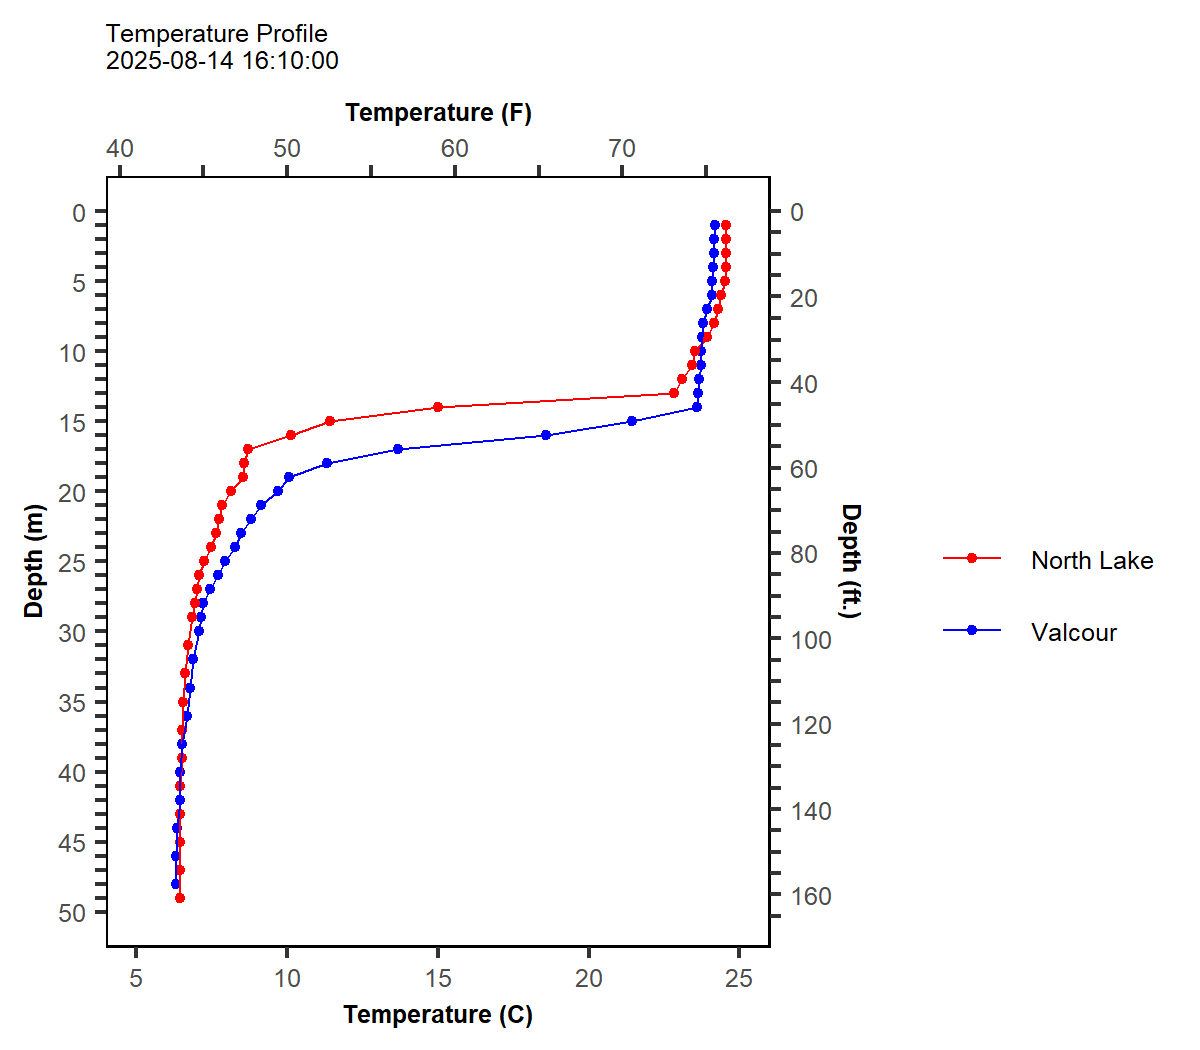 Temperature Profile
2025-08-14 16:10:00
Temperature (F)
40 50 60 70
0
5
10
15
20
25
30
35
40
45
50
Depth (m)
0
20
40
60
80
100
120
140
160
Depth (ft.)
North Lake
Valcour
5 10 15 20 25
Temperature (C)